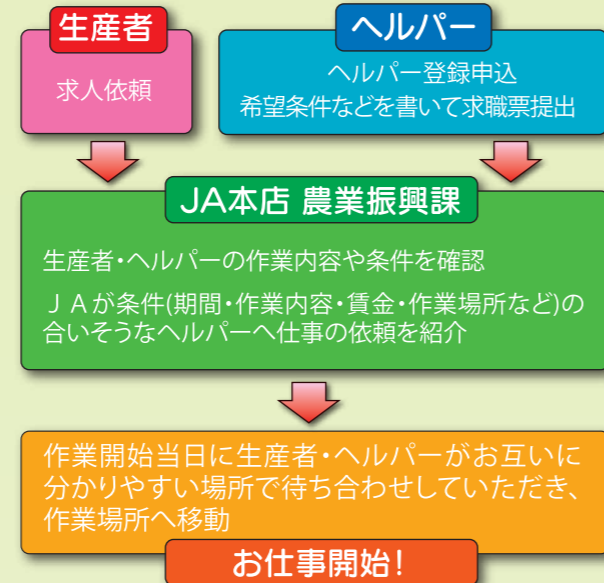 生産者
求人依頼
ヘルパー
ヘルパー登録申込
希望条件などを書いて求職票提出
JA本店 農業振興課
生産者・ヘルパーの作業内容や条件を確認
ＪＡが条件(期間・作業内容・賃金・作業場所など)の
合いそうなヘルパーへ仕事の依頼を紹介
作業開始当日に生産者・ヘルパーがお互いに
分かりやすい場所で待ち合わせしていただき、
作業場所へ移動
お仕事開始！